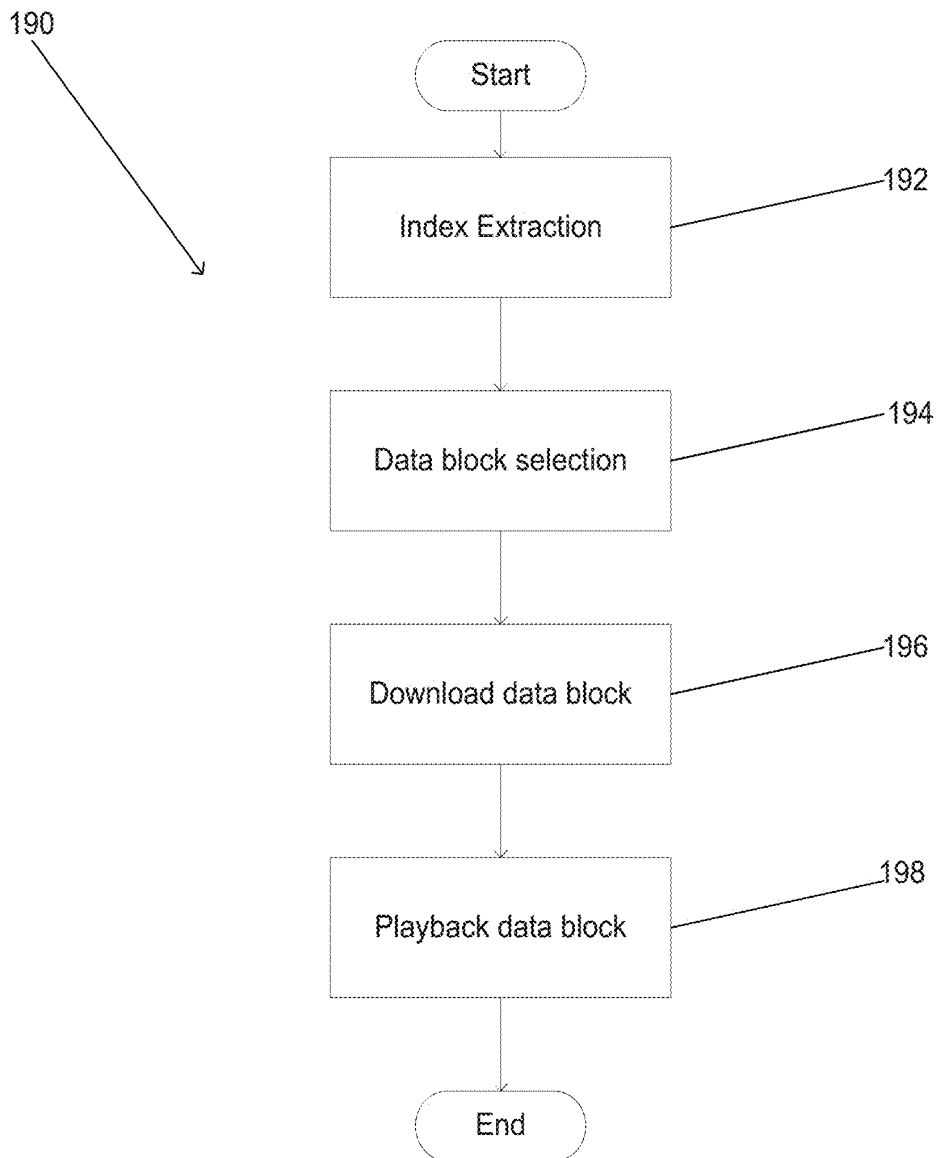 190
Start
Index Extraction
192
Data block selection
194
Download data block
196
Playback data block
198
End